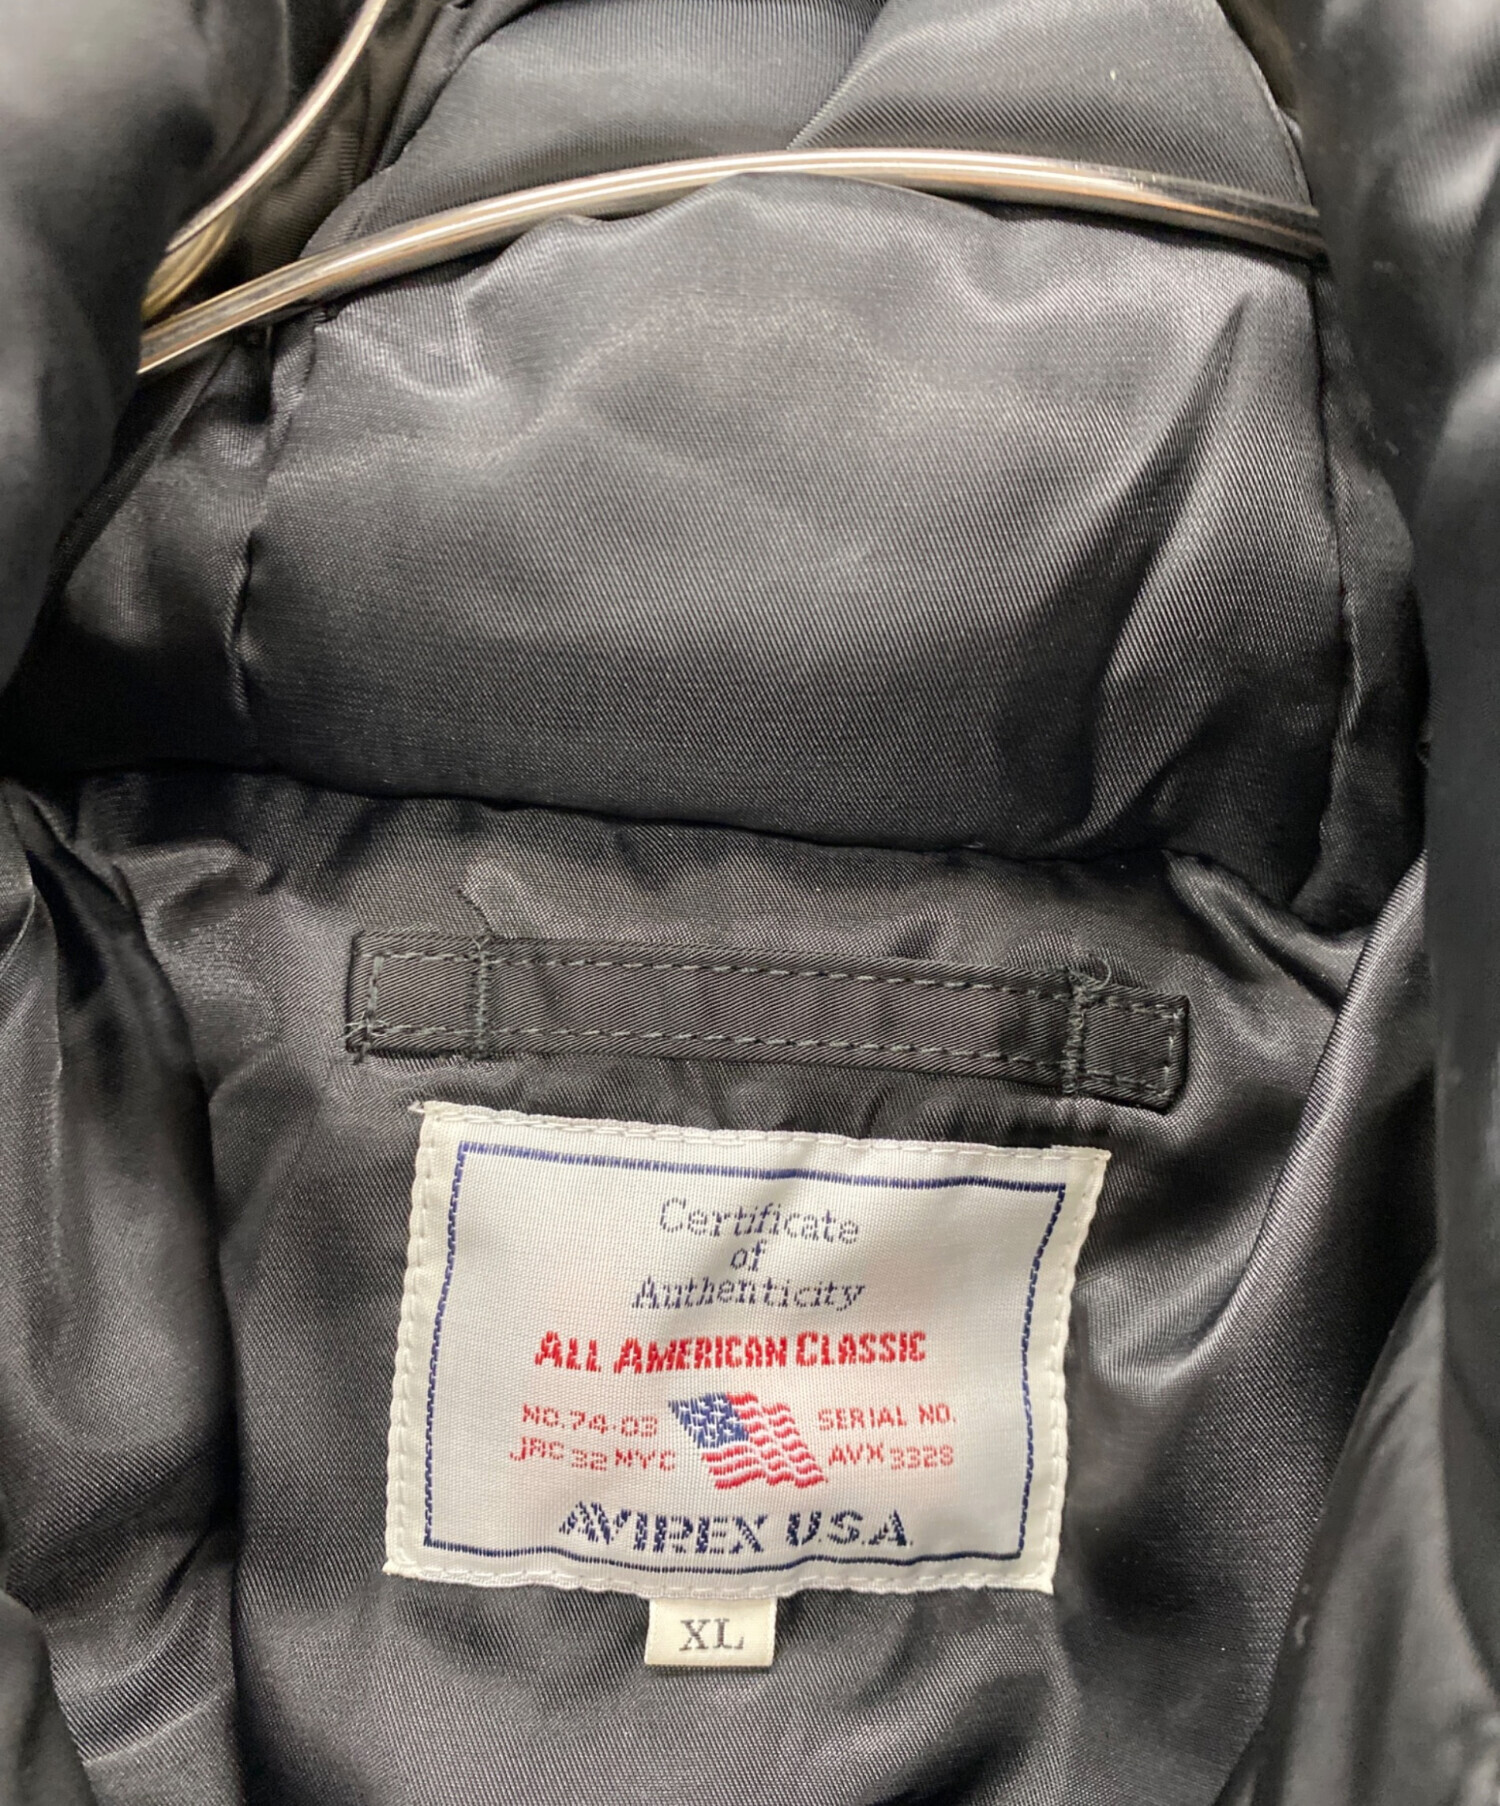 Certificate
of
Authenticity
ALL AMERICAN CLASSIC
NO.74-03 SERIAL NO.
JRC 32 NYC AVX 3328
AVIREX U.S.A.
XL